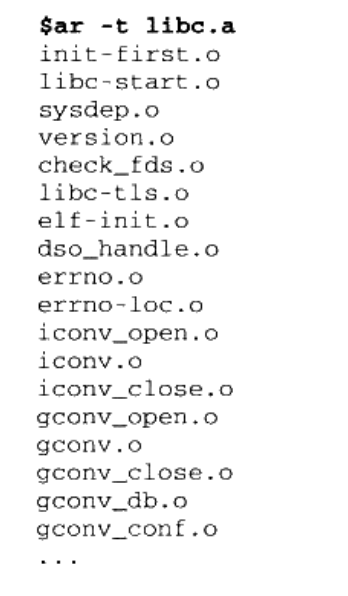 $ar -t libc.a
init-first.o
libc-start.o
sysdep.o
version.o
check_fds.o
libc-tls.o
elf-init.o
dso_handle.o
errno.o
errno-loc.o
iconv_open.o
iconv.o
iconv_close.o
gconv_open.o
gconv.o
gconv_close.o
gconv_db.o
gconv_conf.o
...